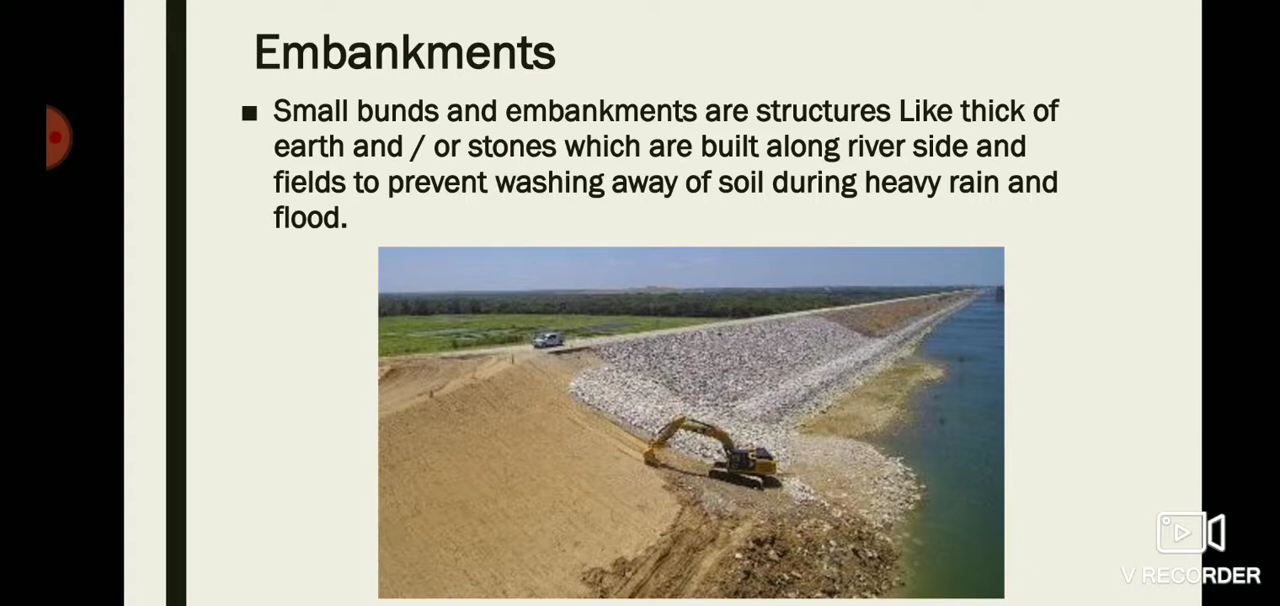 Embankments
■ Small bunds and embankments are structures Like thick of
earth and / or stones which are built along river side and
fields to prevent washing away of soil during heavy rain and
flood.
V RECORDER